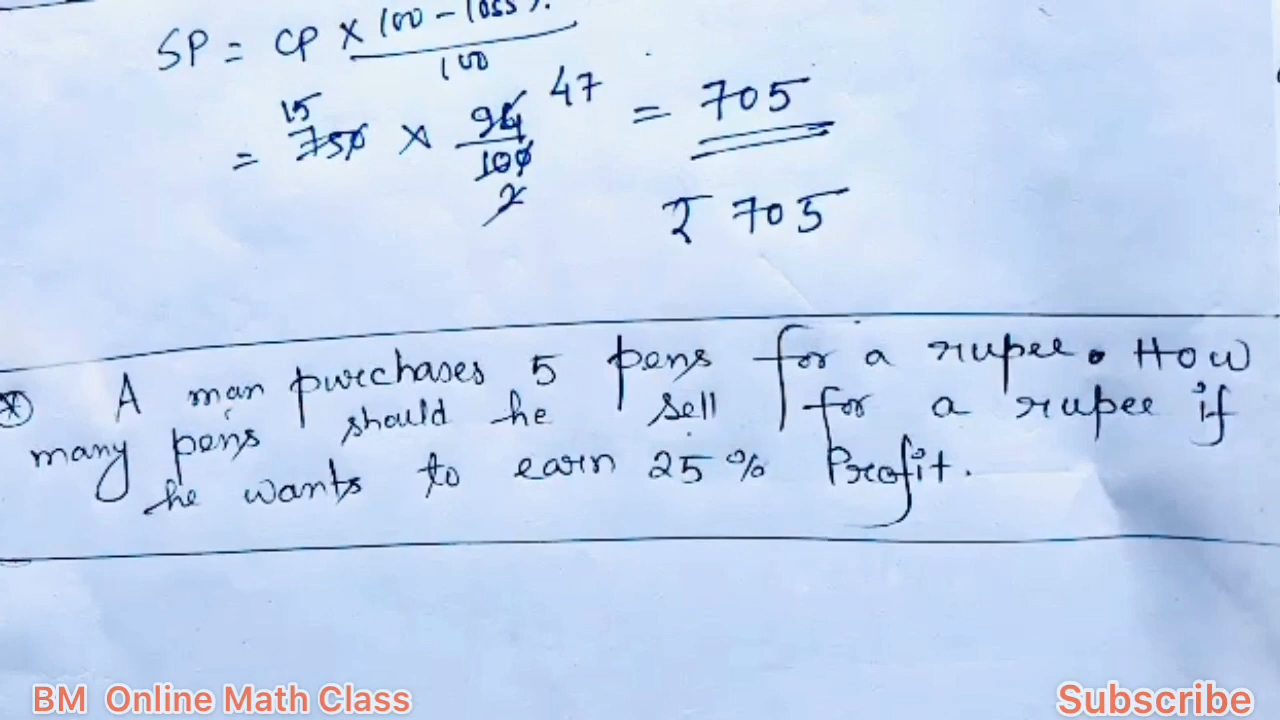 SP = CP × 100 - loss %
100
15
= 750 × 94 47 = 705
100
2
₹ 705
* A man purchases 5 pens for a rupee. How
many pens should he sell for a rupee if
he wants to earn 25% Profit.
BM Online Math Class
Subscribe